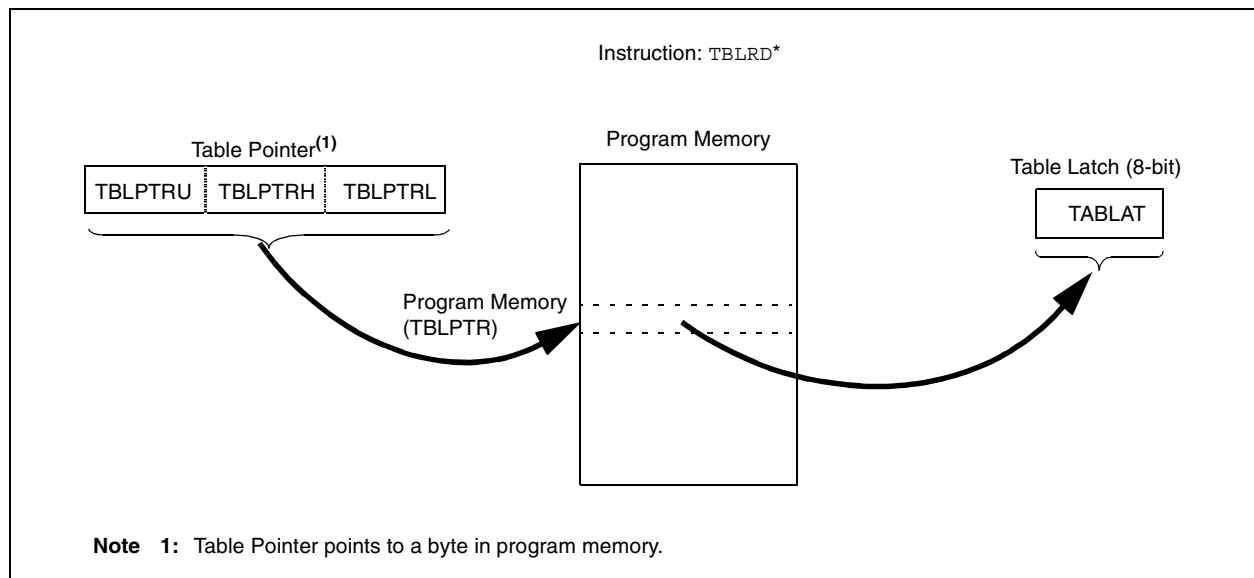 Instruction: TBLRD*
Table Pointer(1)
TBLPTRU TBLPTRH TBLPTRL
Program Memory
Table Latch (8-bit)
TABLAT
Program Memory
(TBLPTR)
Note 1: Table Pointer points to a byte in program memory.